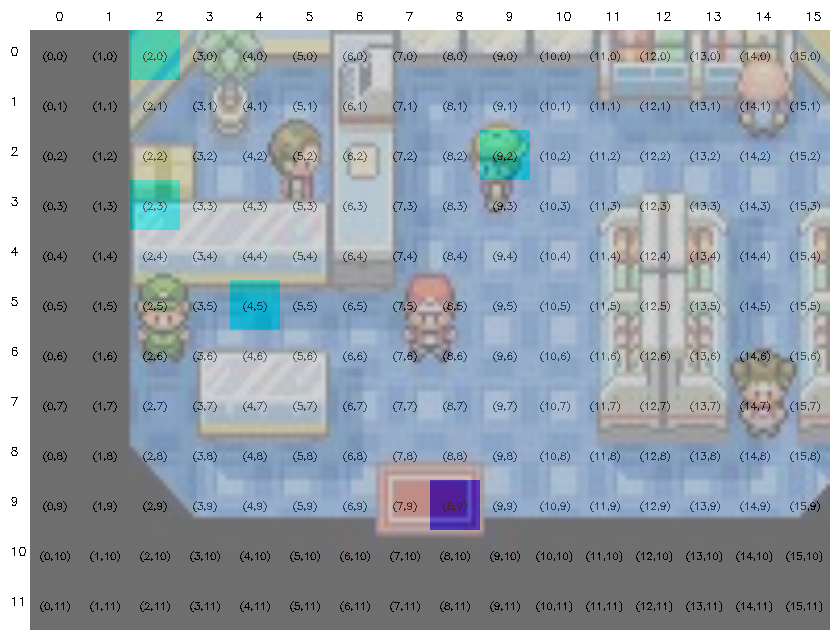 0 1 2 3 4 5 6 7 8 9 10 11 12 13 14 15
0 (0,0) (1,0) (2,0) (3,0) (4,0) (5,0) (6,0) (7,0) (8,0) (9,0) (10,0) (11,0) (12,0) (13,0) (14,0) (15,0)
1 (0,1) (1,1) (2,1) (3,1) (4,1) (5,1) (6,1) (7,1) (8,1) (9,1) (10,1) (11,1) (12,1) (13,1) (14,1) (15,1)
2 (0,2) (1,2) (2,2) (3,2) (4,2) (5,2) (6,2) (7,2) (8,2) (9,2) (10,2) (11,2) (12,2) (13,2) (14,2) (15,2)
3 (0,3) (1,3) (2,3) (3,3) (4,3) (5,3) (6,3) (7,3) (8,3) (9,3) (10,3) (11,3) (12,3) (13,3) (14,3) (15,3)
4 (0,4) (1,4) (2,4) (3,4) (4,4) (5,4) (6,4) (7,4) (8,4) (9,4) (10,4) (11,4) (12,4) (13,4) (14,4) (15,4)
5 (0,5) (1,5) (2,5) (3,5) (4,5) (5,5) (6,5) (7,5) (8,5) (9,5) (10,5) (11,5) (12,5) (13,5) (14,5) (15,5)
6 (0,6) (1,6) (2,6) (3,6) (4,6) (5,6) (6,6) (7,6) (8,6) (9,6) (10,6) (11,6) (12,6) (13,6) (14,6) (15,6)
7 (0,7) (1,7) (2,7) (3,7) (4,7) (5,7) (6,7) (7,7) (8,7) (9,7) (10,7) (11,7) (12,7) (13,7) (14,7) (15,7)
8 (0,8) (1,8) (2,8) (3,8) (4,8) (5,8) (6,8) (7,8) (8,8) (9,8) (10,8) (11,8) (12,8) (13,8) (14,8) (15,8)
9 (0,9) (1,9) (2,9) (3,9) (4,9) (5,9) (6,9) (7,9) (8,9) (9,9) (10,9) (11,9) (12,9) (13,9) (14,9) (15,9)
10 (0,10) (1,10) (2,10) (3,10) (4,10) (5,10) (6,10) (7,10) (8,10) (9,10) (10,10) (11,10) (12,10) (13,10) (14,10) (15,10)
11 (0,11) (1,11) (2,11) (3,11) (4,11) (5,11) (6,11) (7,11) (8,11) (9,11) (10,11) (11,11) (12,11) (13,11) (14,11) (15,11)